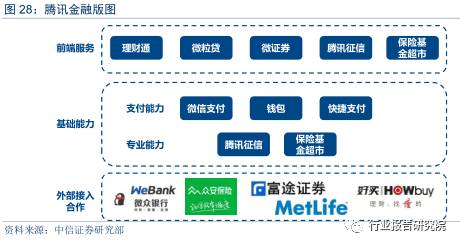 图 28：腾讯金融版图
前端服务
理财通
微粒贷
微证券
腾讯征信
保险基
金超市
基础能力
支付能力
微信支付
钱包
快捷支付
专业能力
腾讯征信
保险基
金超市
外部接入
合作
WeBank
微众银行
众安保险
富途证券
MetLife
好买 HOWbuy
理财：找 懂的
行业报告研究院
资料来源：中信证券研究部